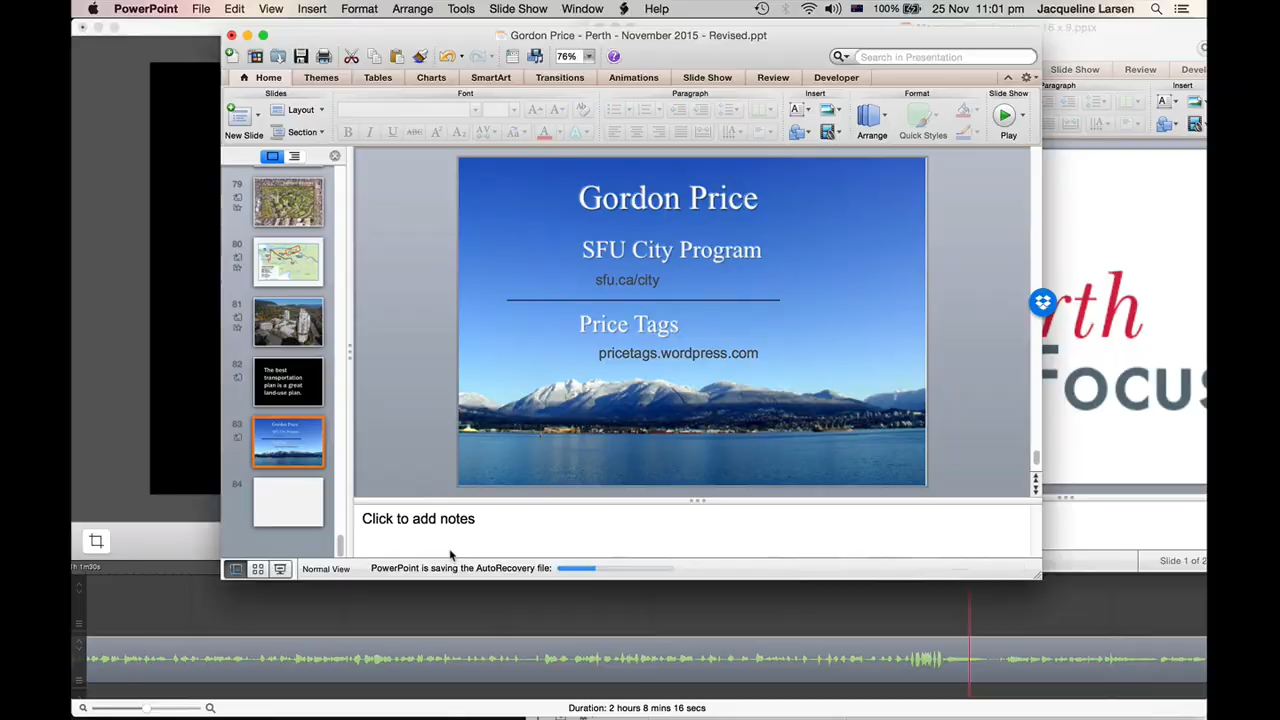 PowerPoint File Edit View Insert Format Arrange Tools Slide Show Window Help 100% 25 Nov 11:01 pm Jacqueline Larsen
Gordon Price - Perth - November 2015 - Revised.ppt
76% Search in Presentation
Home Themes Tables Charts SmartArt Transitions Animations Slide Show Review Developer
Slides Font Paragraph Insert Format Slide Show
New Slide Layout Section
Arrange Quick Styles Play
Slide Show Review
Insert
79
80
81
82
The best
transportation
plan is a great
land-use plan.
83
84
Gordon Price
SFU City Program
sfu.ca/city
Price Tags
pricetags.wordpress.com
Click to add notes
Normal View PowerPoint is saving the AutoRecovery file:
Slide 1 of 2
1h 1m30s
Duration: 2 hours 8 mins 16 secs